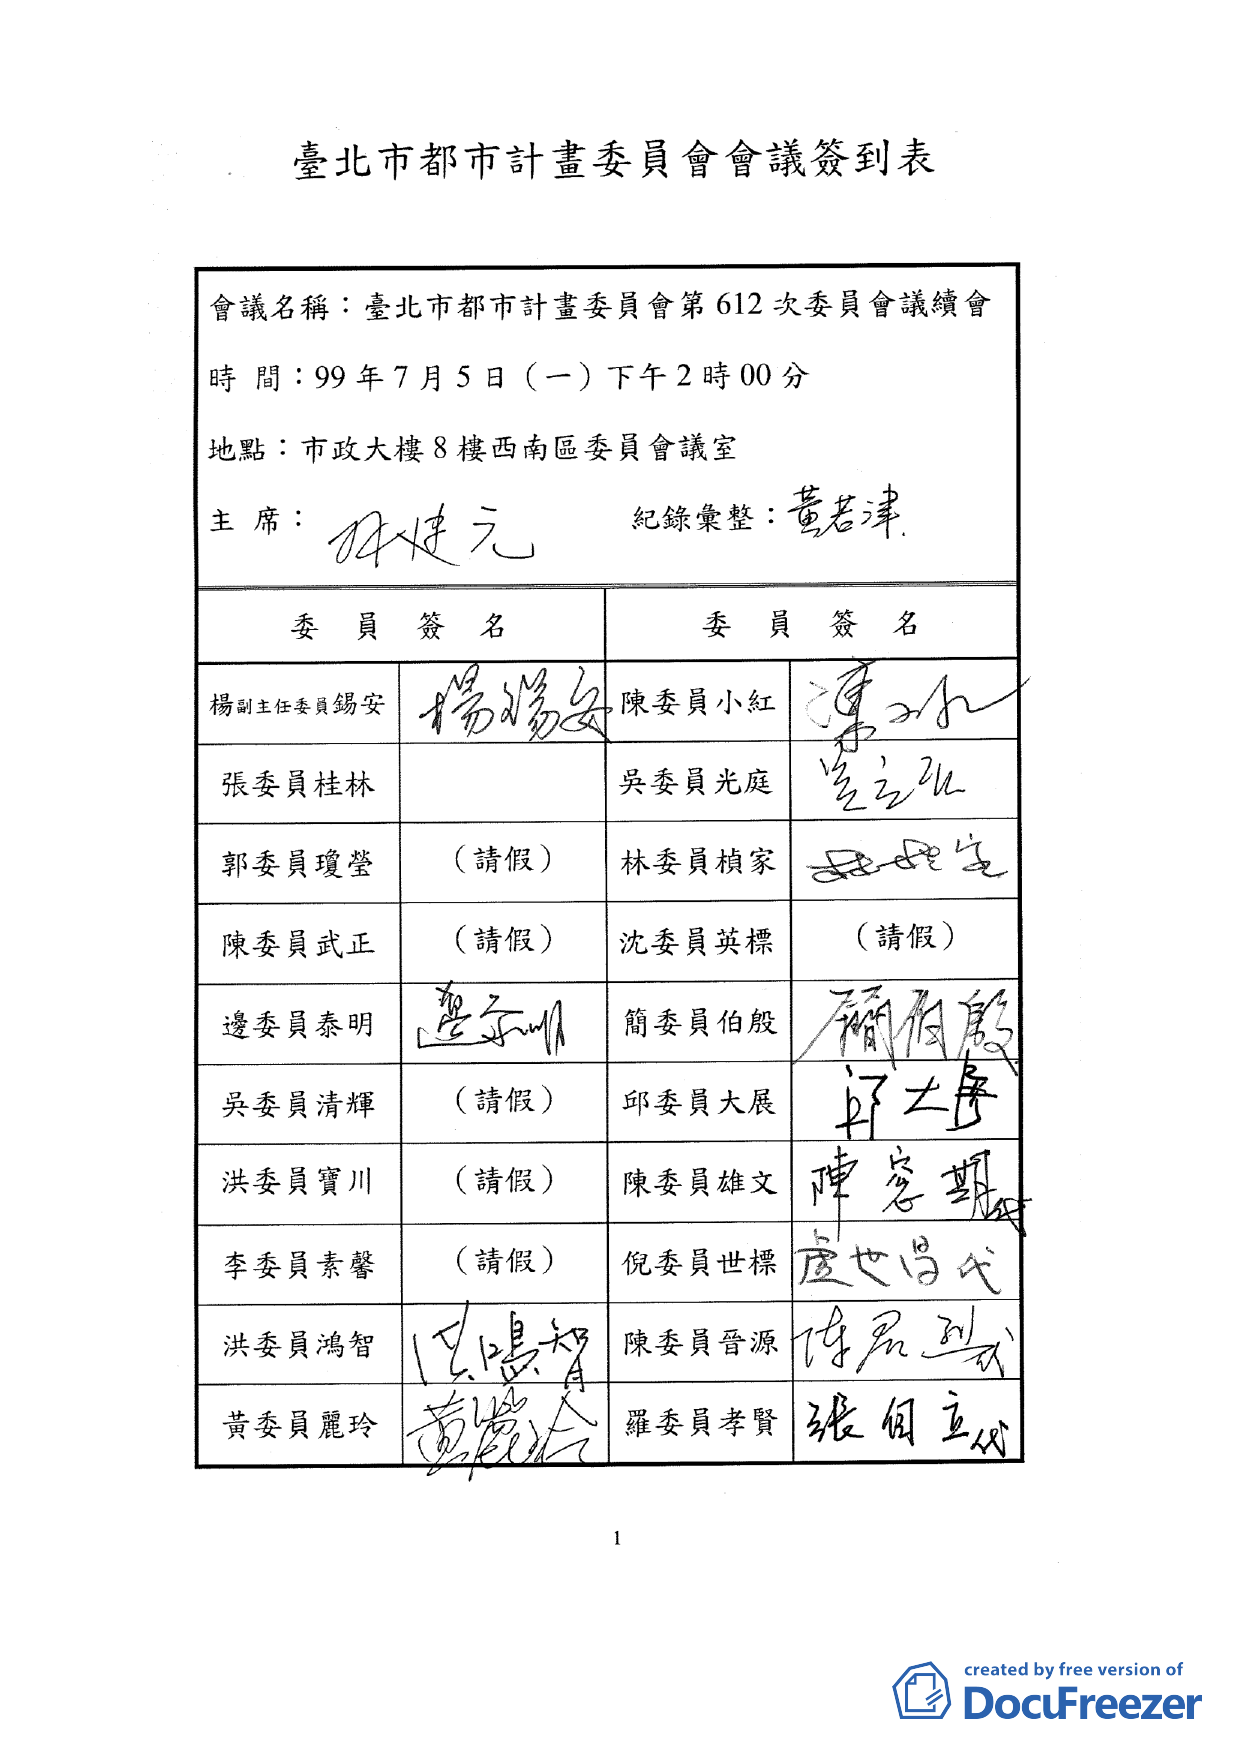 臺北市都市計畫委員會會議簽到表
會議名稱：臺北市都市計畫委員會第 612 次委員會議續會
時 間：99 年 7 月 5 日（一）下午 2 時 00 分
地點：市政大樓 8 樓西南區委員會議室
主 席： 林建元 紀錄彙整：黃若津
委 員 簽 名 委 員 簽 名
楊副主任委員錫安 楊錫安 陳委員小紅 陳小紅
張委員桂林 吳委員光庭
郭委員瓊瑩 （請假） 林委員楨家 林楨家
陳委員武正 （請假） 沈委員英標 （請假）
邊委員泰明 邊泰明 簡委員伯殷 簡伯殷
吳委員清輝 （請假） 邱委員大展 邱大展
洪委員寶川 （請假） 陳委員雄文 陳窓期代
李委員素馨 （請假） 倪委員世標 盧世昌代
洪委員鴻智 洪鴻智 陳委員晉源 陳君烈代
黃委員麗玲 黃麗玲 羅委員孝賢 張自立代
1
created by free version of
DocuFreezer